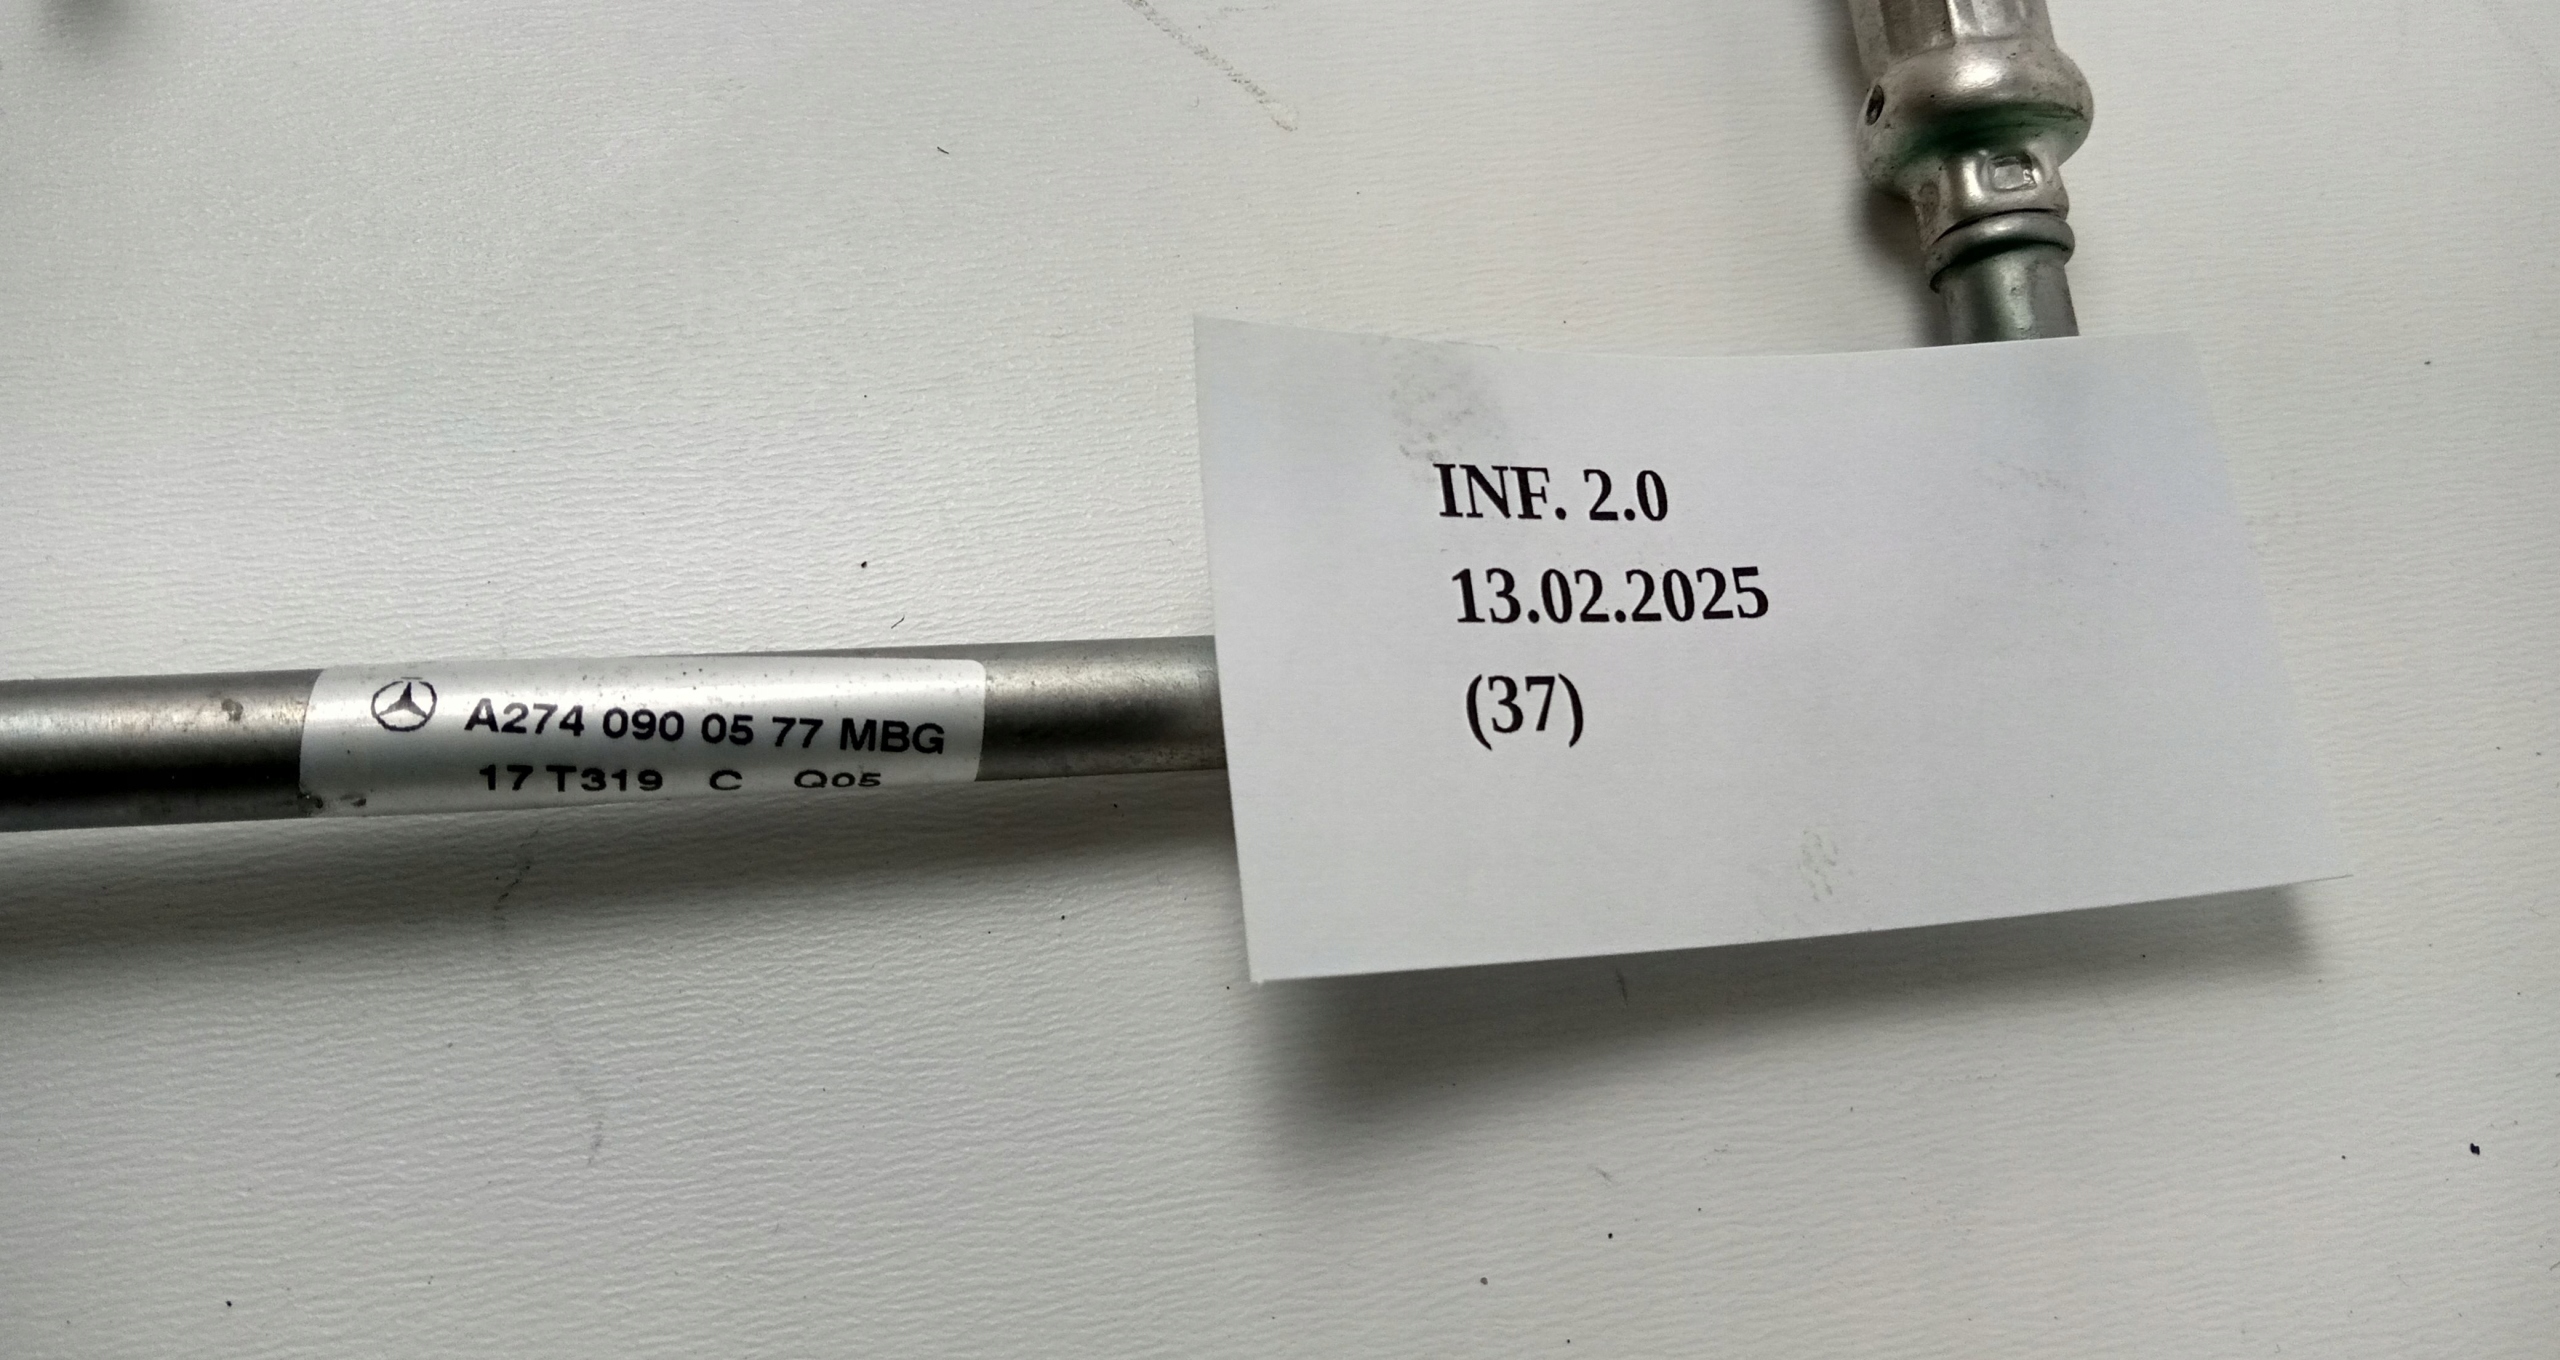 A274 090 05 77 MBG
17 T319 C Q05
INF. 2.0
13.02.2025
(37)